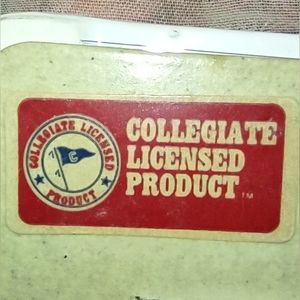 COLLEGIATE LICENSED
C
PRODUCT
COLLEGIATE
LICENSED
PRODUCT TM